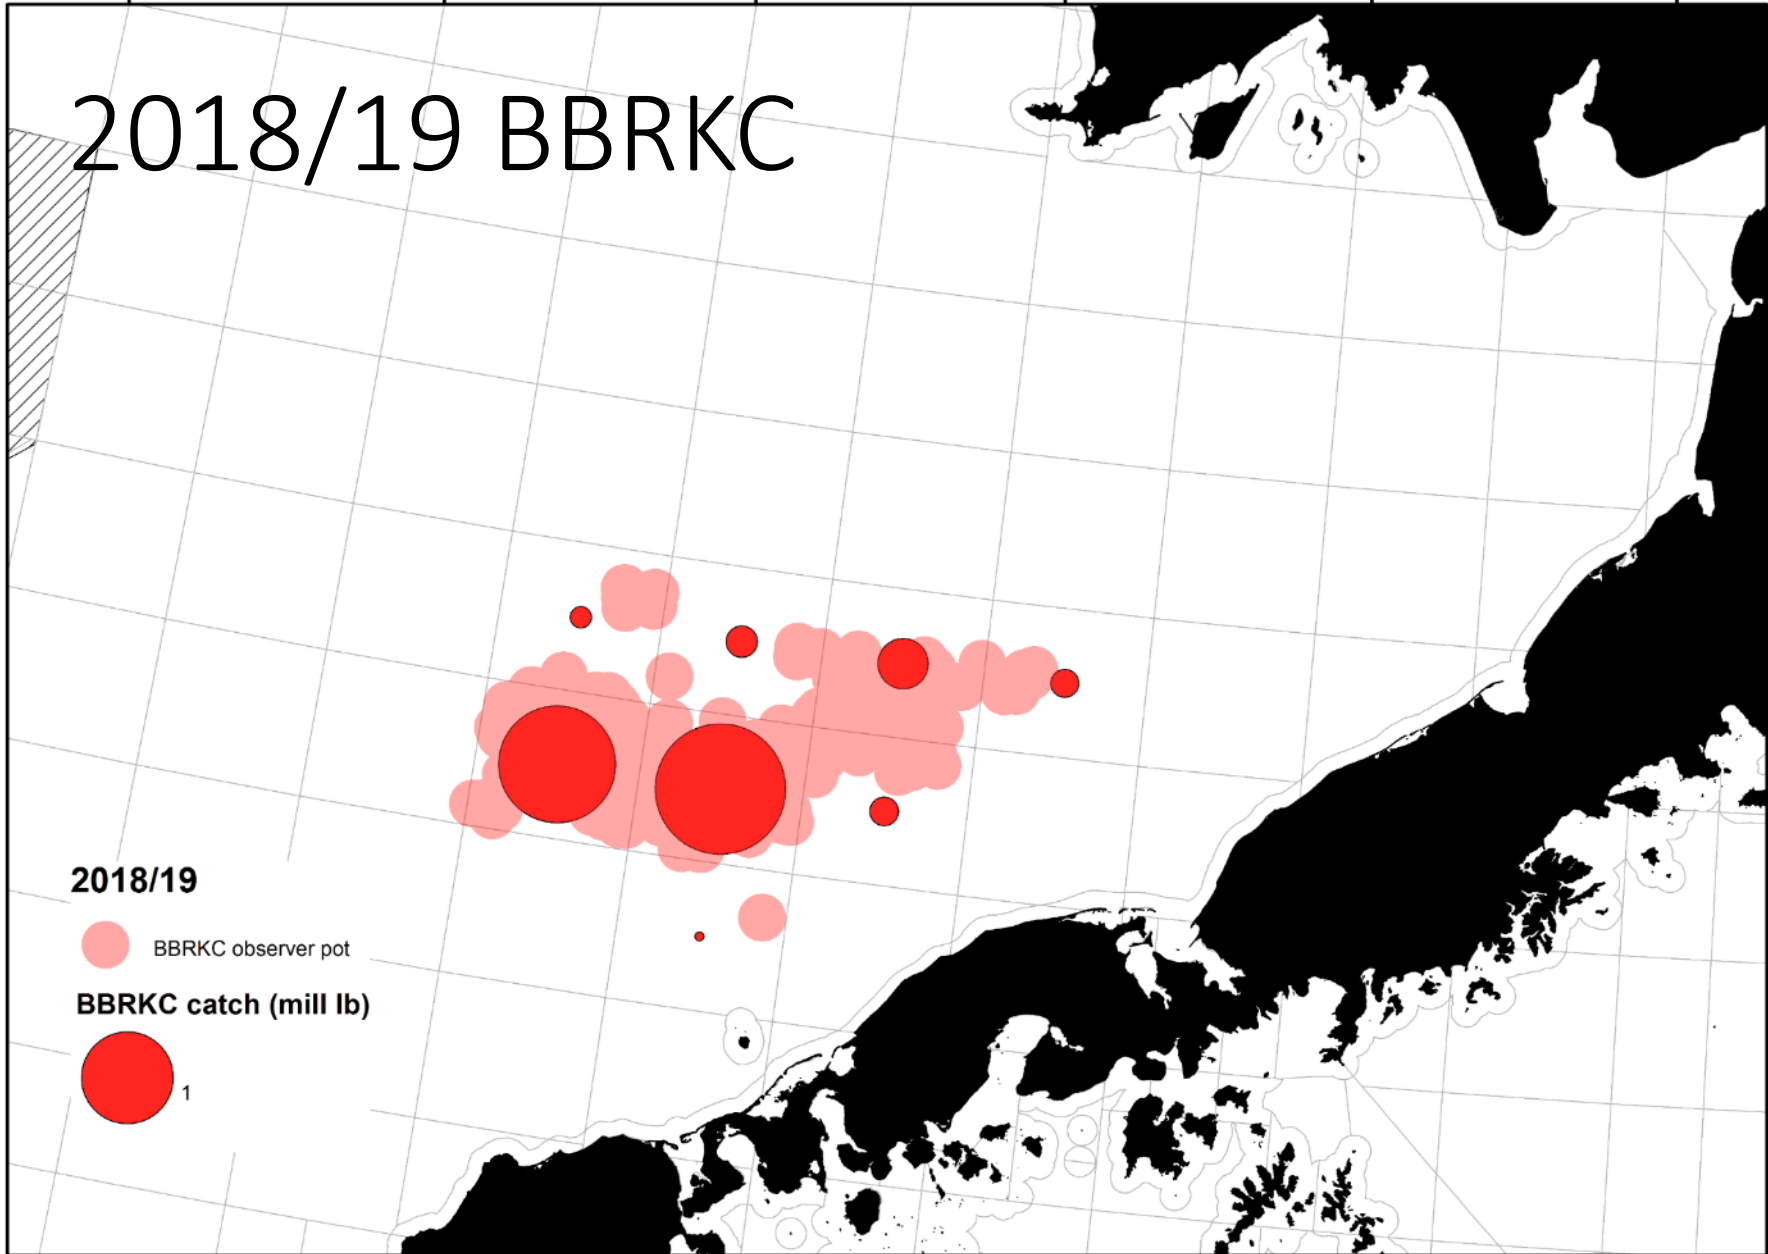 2018/19 BBRKC
2018/19
BBRKC observer pot
BBRKC catch (mill lb)
1